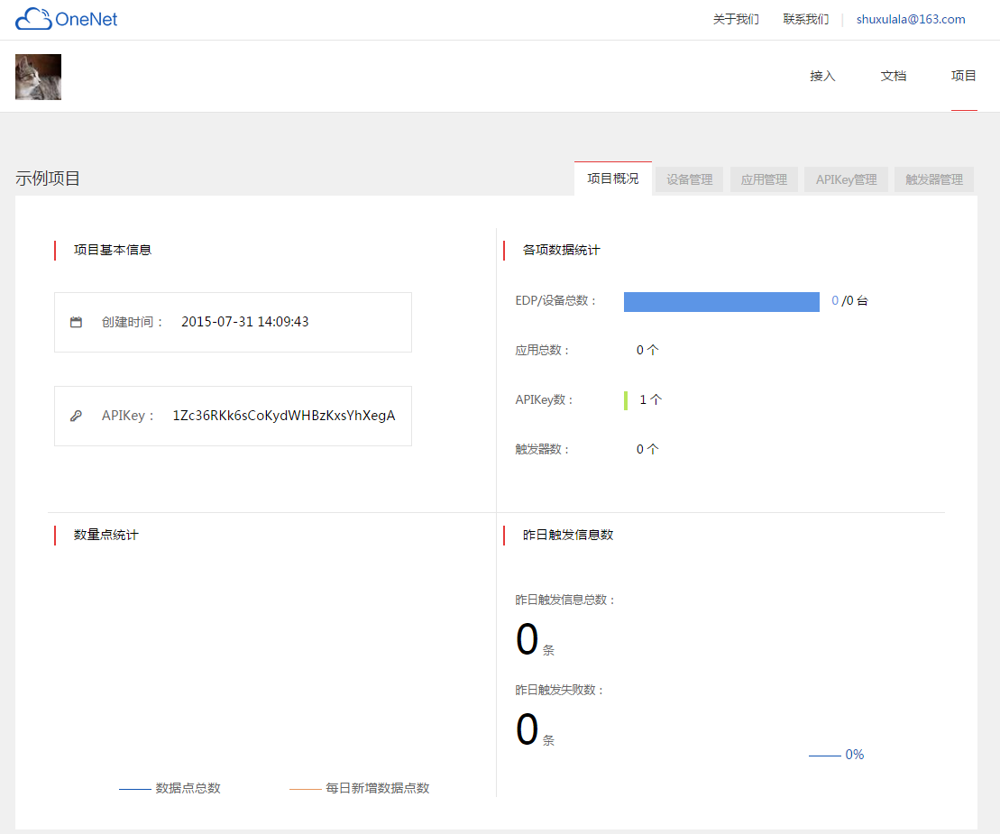 OneNet
关于我们 联系我们 shuxulala@163.com
接入 文档 项目
示例项目
项目概况 设备管理 应用管理 APIKey管理 触发器管理
项目基本信息
创建时间： 2015-07-31 14:09:43
APIKey： 1Zc36RKk6sCoKydWHBzKxsYhXegA
各项数据统计
EDP/设备总数： 0 /0 台
应用总数： 0 个
APIKey数： 1 个
触发器数： 0 个
数量点统计
数据点总数 每日新增数据点数
昨日触发信息数
昨日触发信息总数：
0 条
昨日触发失败数：
0 条
0%